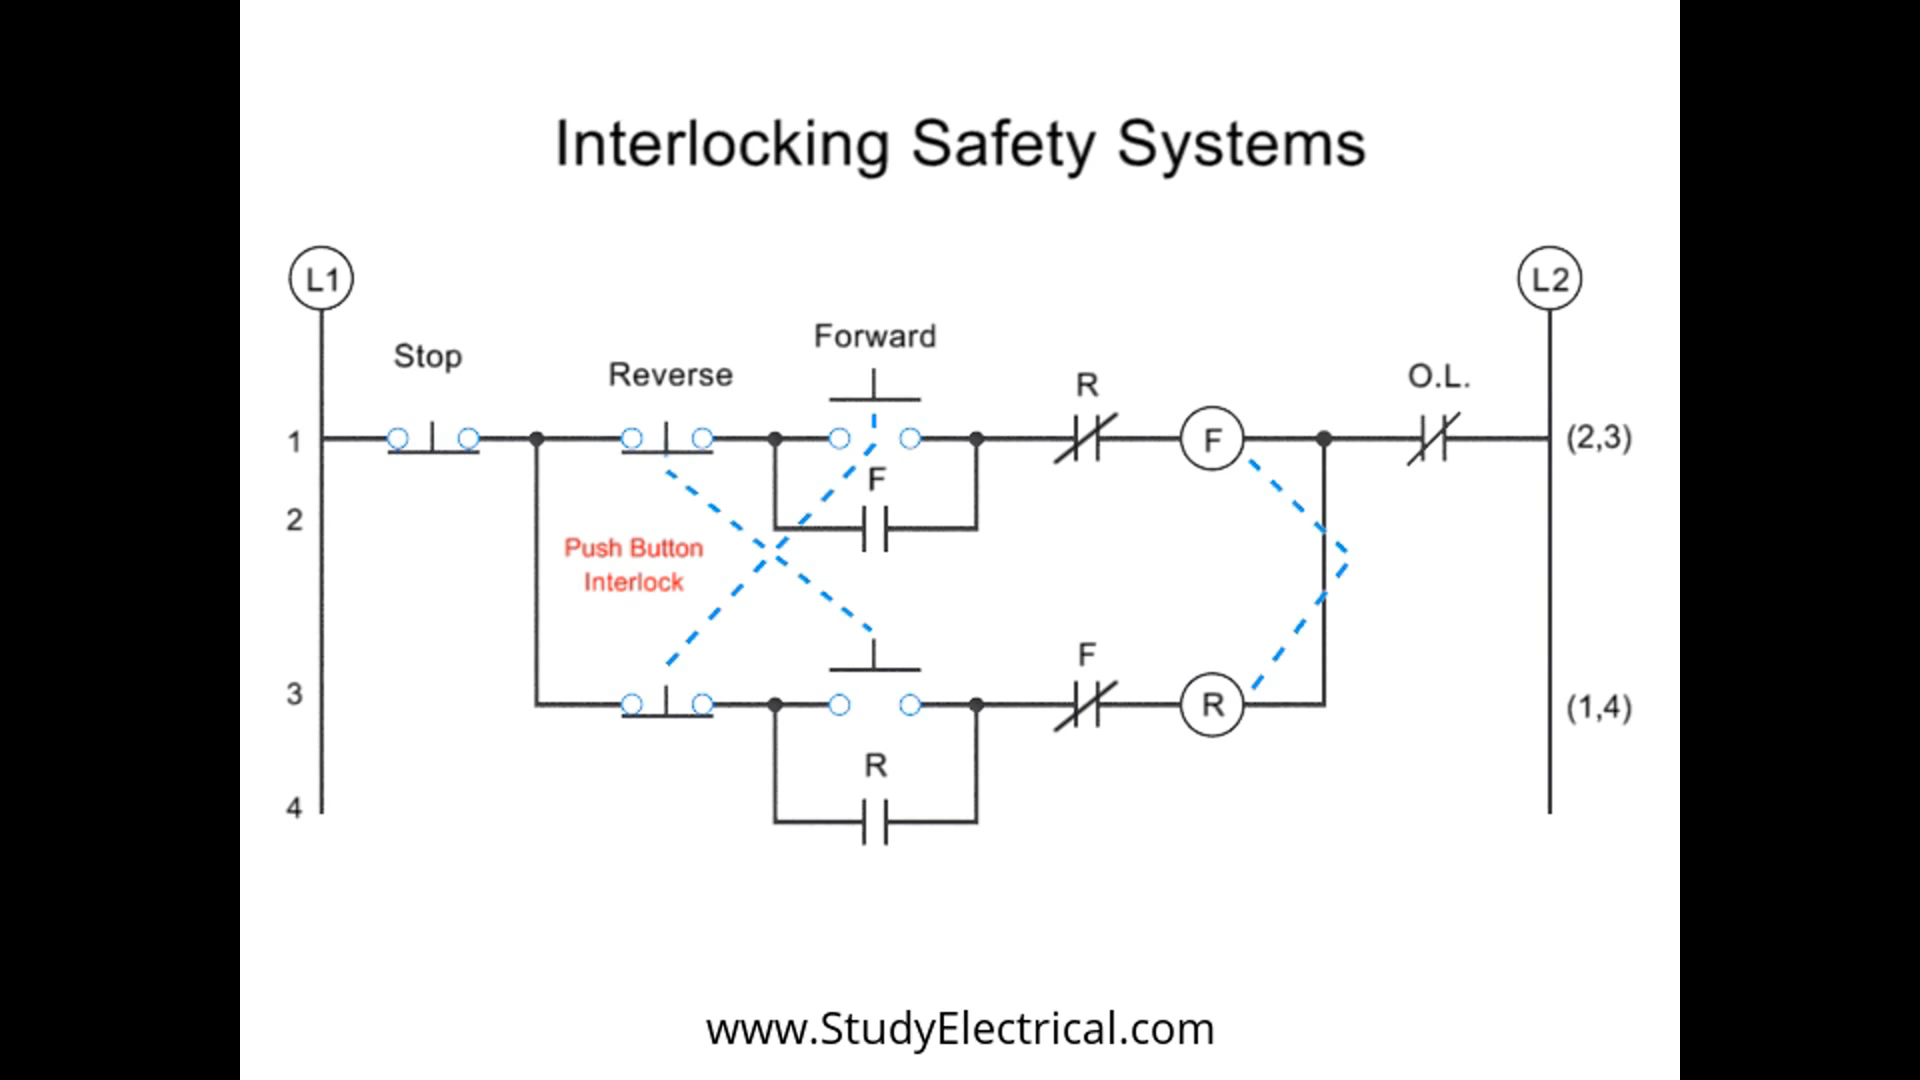 Interlocking Safety Systems
L1
L2
Forward
Stop
Reverse
R
O.L.
1
F
(2,3)
F
2
Push Button
Interlock
F
3
R
(1,4)
R
4
www.StudyElectrical.com